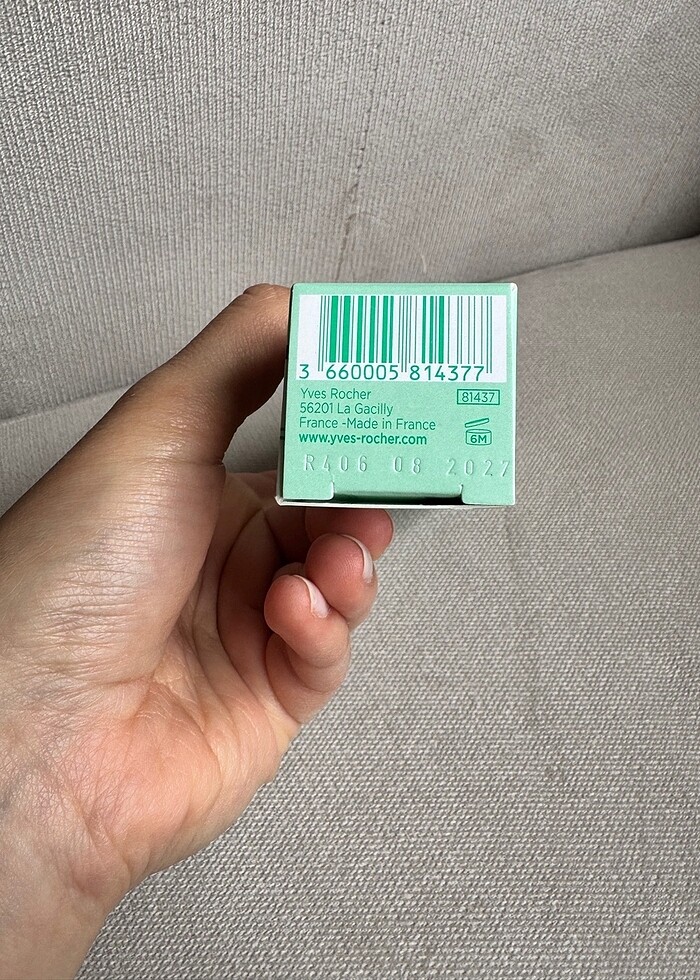 3 660005 814377
Yves Rocher
81437
56201 La Gacilly
France -Made in France
www.yves-rocher.com
6M
R406 08 2027